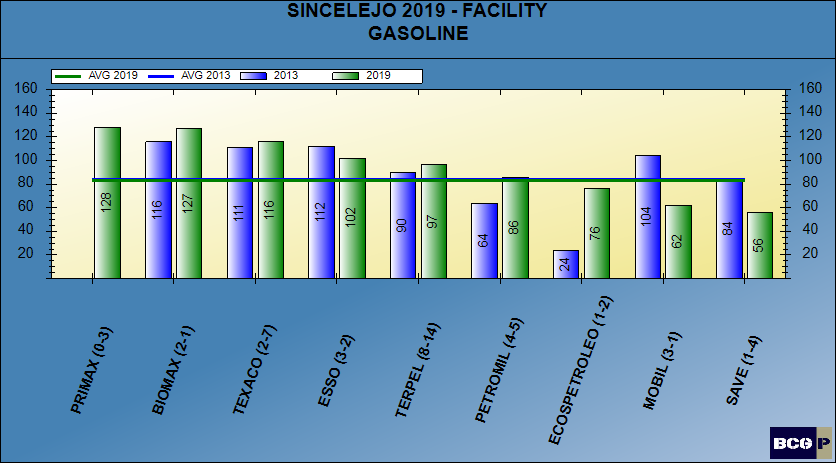 SINCELEJO 2019 - FACILITY
GASOLINE
AVG 2019 AVG 2013 2013 2019
160 160
140 140
120 120
100 100
80 80
60 60
40 40
20 20
128 116 127 111 116 112 102 90 97 64 86 24 76 104 62 84 56
PRIMAX (0-3)
BIOMAX (2-1)
TEXACO (2-7)
ESSO (3-2)
TERPEL (8-14)
PETROMIL (4-5)
ECOSPETROLEO (1-2)
MOBIL (3-1)
SAVE (1-4)
BCG P